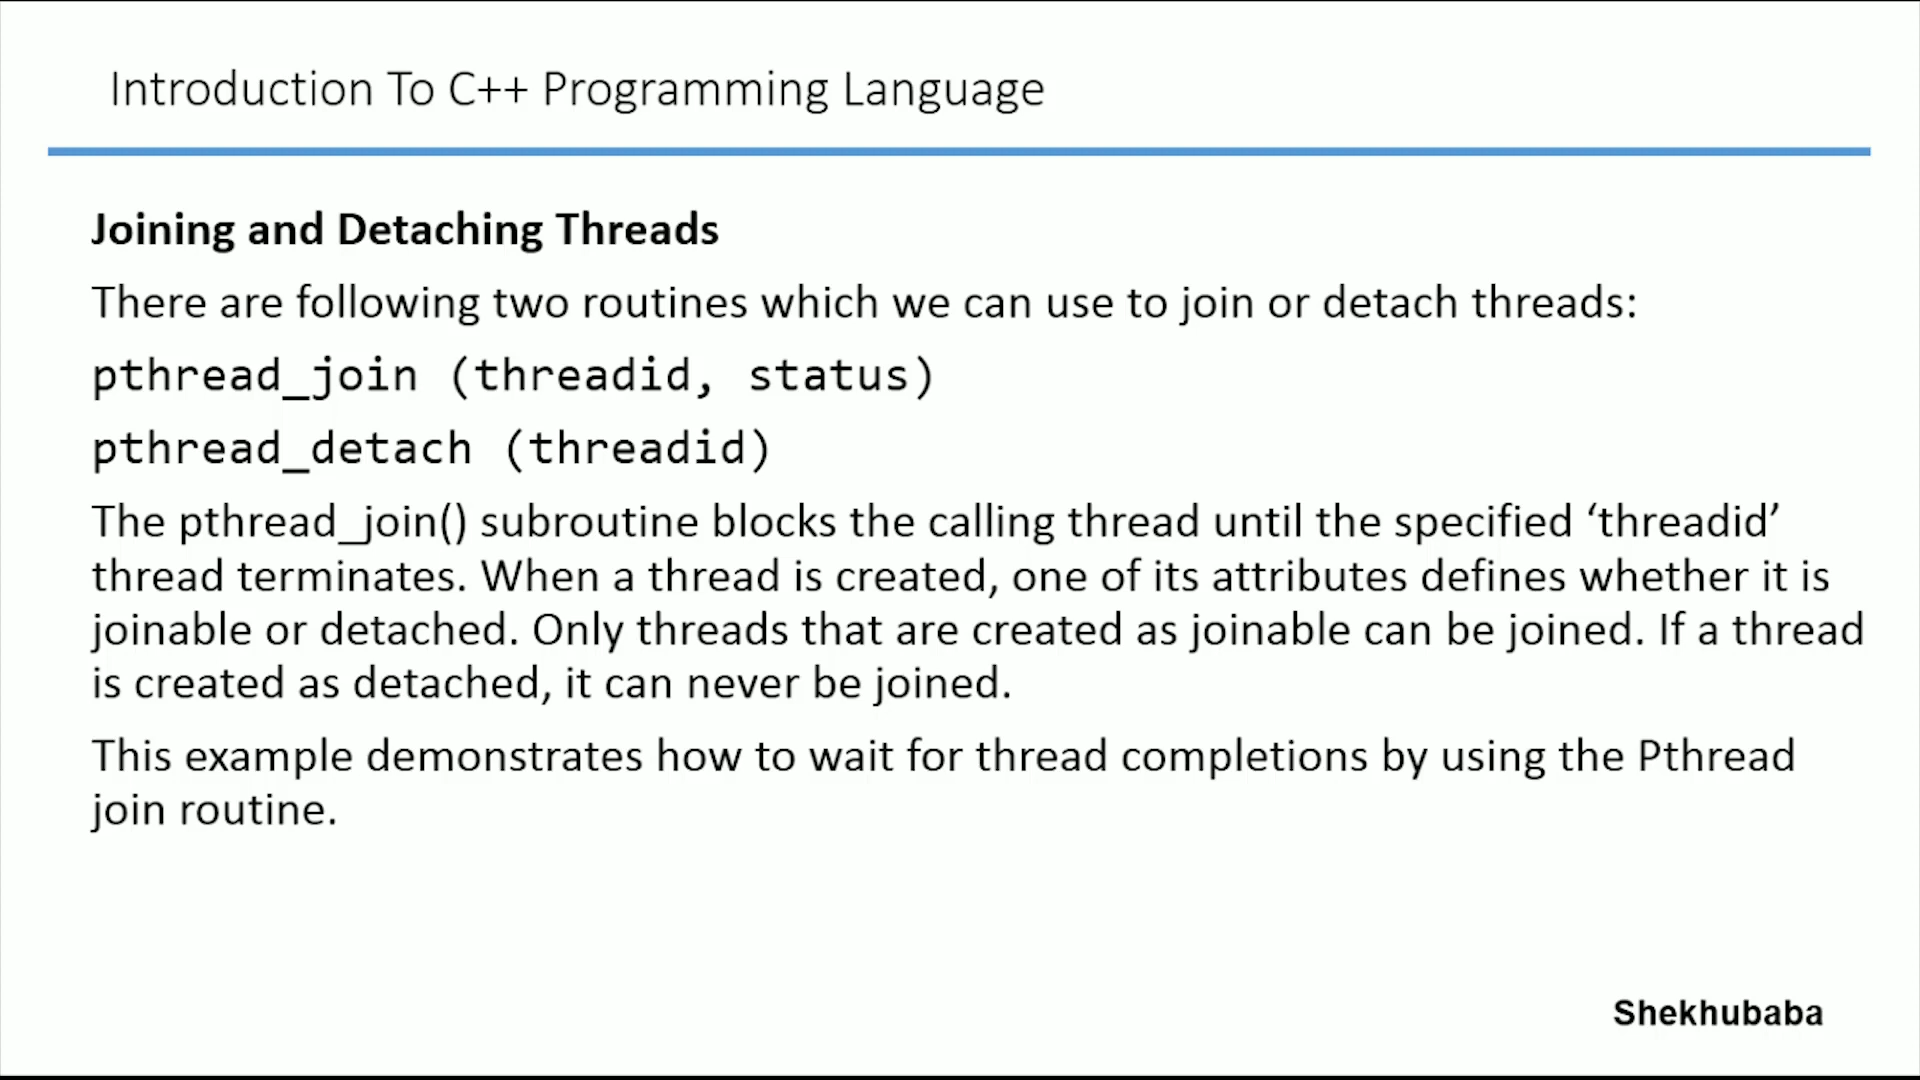 Introduction To C++ Programming Language
Joining and Detaching Threads
There are following two routines which we can use to join or detach threads:
pthread_join (threadid, status)
pthread_detach (threadid)
The pthread_join() subroutine blocks the calling thread until the specified ‘threadid’
thread terminates. When a thread is created, one of its attributes defines whether it is
joinable or detached. Only threads that are created as joinable can be joined. If a thread
is created as detached, it can never be joined.
This example demonstrates how to wait for thread completions by using the Pthread
join routine.
Shekhubaba